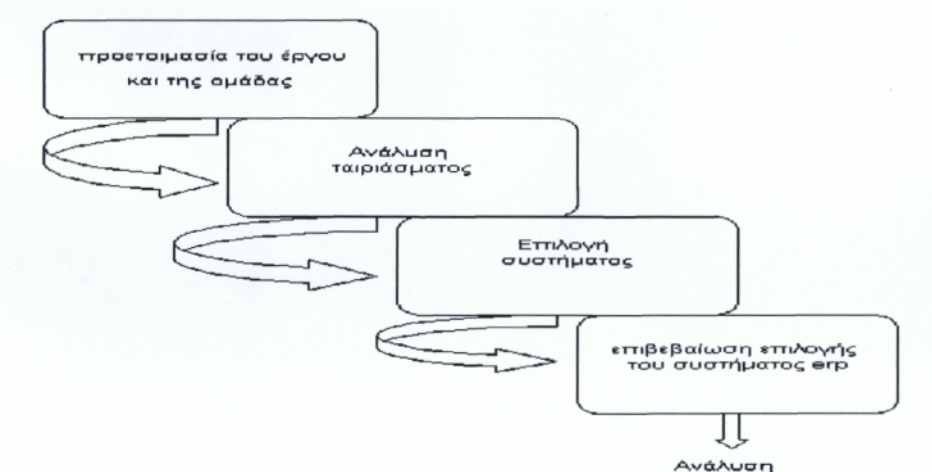 προετοιμασία του έργου
και της ομάδας
Ανάλυση
ταιριάσματος
Επιλογή
συστήματος
επιβεβαίωση επιλογής
του συστήματος erp
Ανάλυση